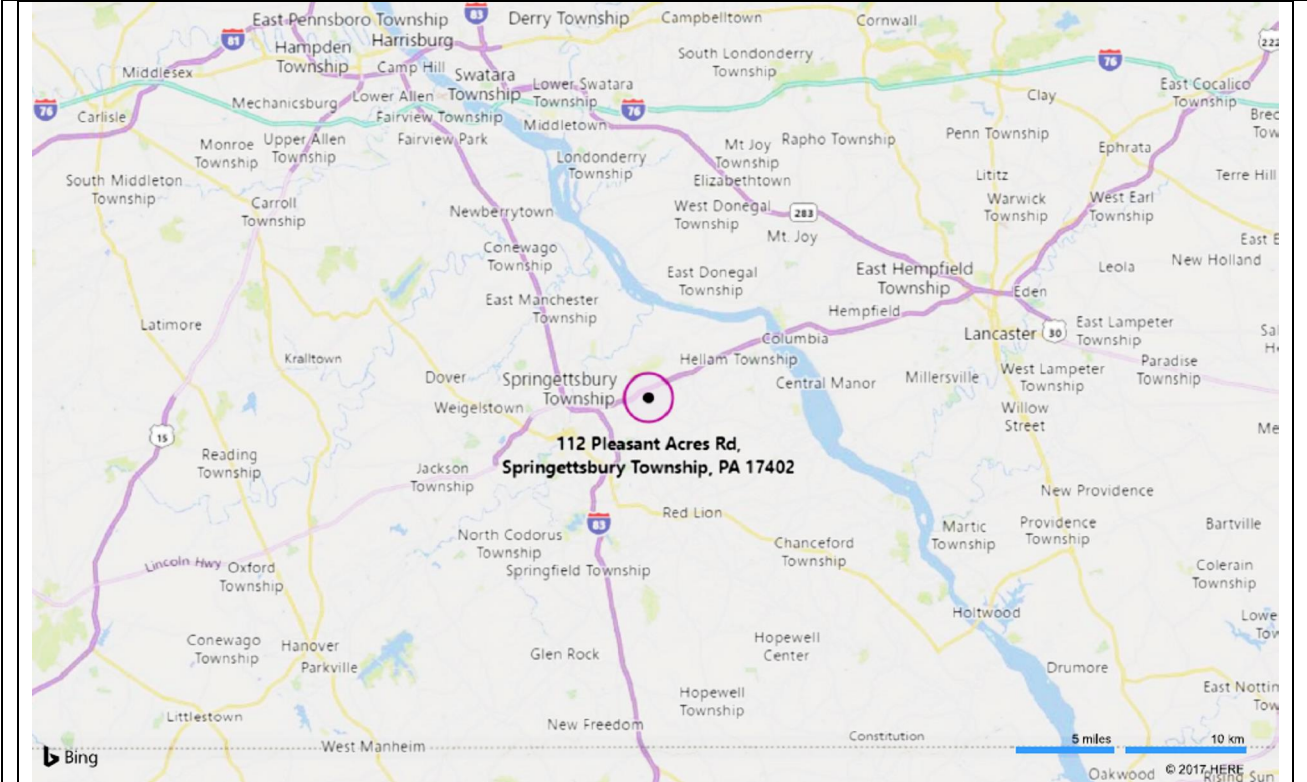 East Pennsboro Township
83
Derry Township
Campbelltown
Cornwall
222
81
Hampden
Township
Harrisburg
Camp Hill
South Londonderry
Township
76
Middlesex
Swatara
Township
Lower Swatara
Township
East Cocalico
Township
76
Carlisle
Mechanicsburg
Lower Allen
Fairview Township
76
Clay
Middletown
Fairview Park
Monroe
Township
Upper Allen
Township
Londonderry
Township
Mt Joy
Township
Rapho Township
Penn Township
Ephrata
Elizabethtown
South Middleton
Township
Lititz
Terre Hill
Carroll
Township
Newberrytown
West Donegal
Township
283
Warwick
Township
West Earl
Township
Mt. Joy
Conewago
Township
East Donegal
Township
East Hempfield
Township
Leola
New Holland
East E
East Manchester
Township
Hempfield
Eden
Latimore
Columbia
Lancaster
30
East Lampeter
Township
Kralltown
Hellam Township
Paradise
Township
Dover
Springettsbury
Township
Central Manor
Millersville
West Lampeter
Township
Weigelstown
Willow
Street
15
112 Pleasant Acres Rd,
Springettsbury Township, PA 17402
Me
Reading
Township
Jackson
Township
New Providence
83
Red Lion
North Codorus
Township
Martic
Township
Providence
Township
Bartville
Chanceford
Township
Springfield Township
Lincoln Hwy
Oxford
Township
Colerain
Township
Holtwood
Lowe
Tow
Conewago
Township
Hanover
Parkville
Glen Rock
Hopewell
Center
Drumore
East Nottin
Tow
Hopewell
Township
Littlestown
New Freedom
Constitution
West Manheim
5 miles
10 km
Bing
© 2017 HERE
Oakwood
Rising Sun